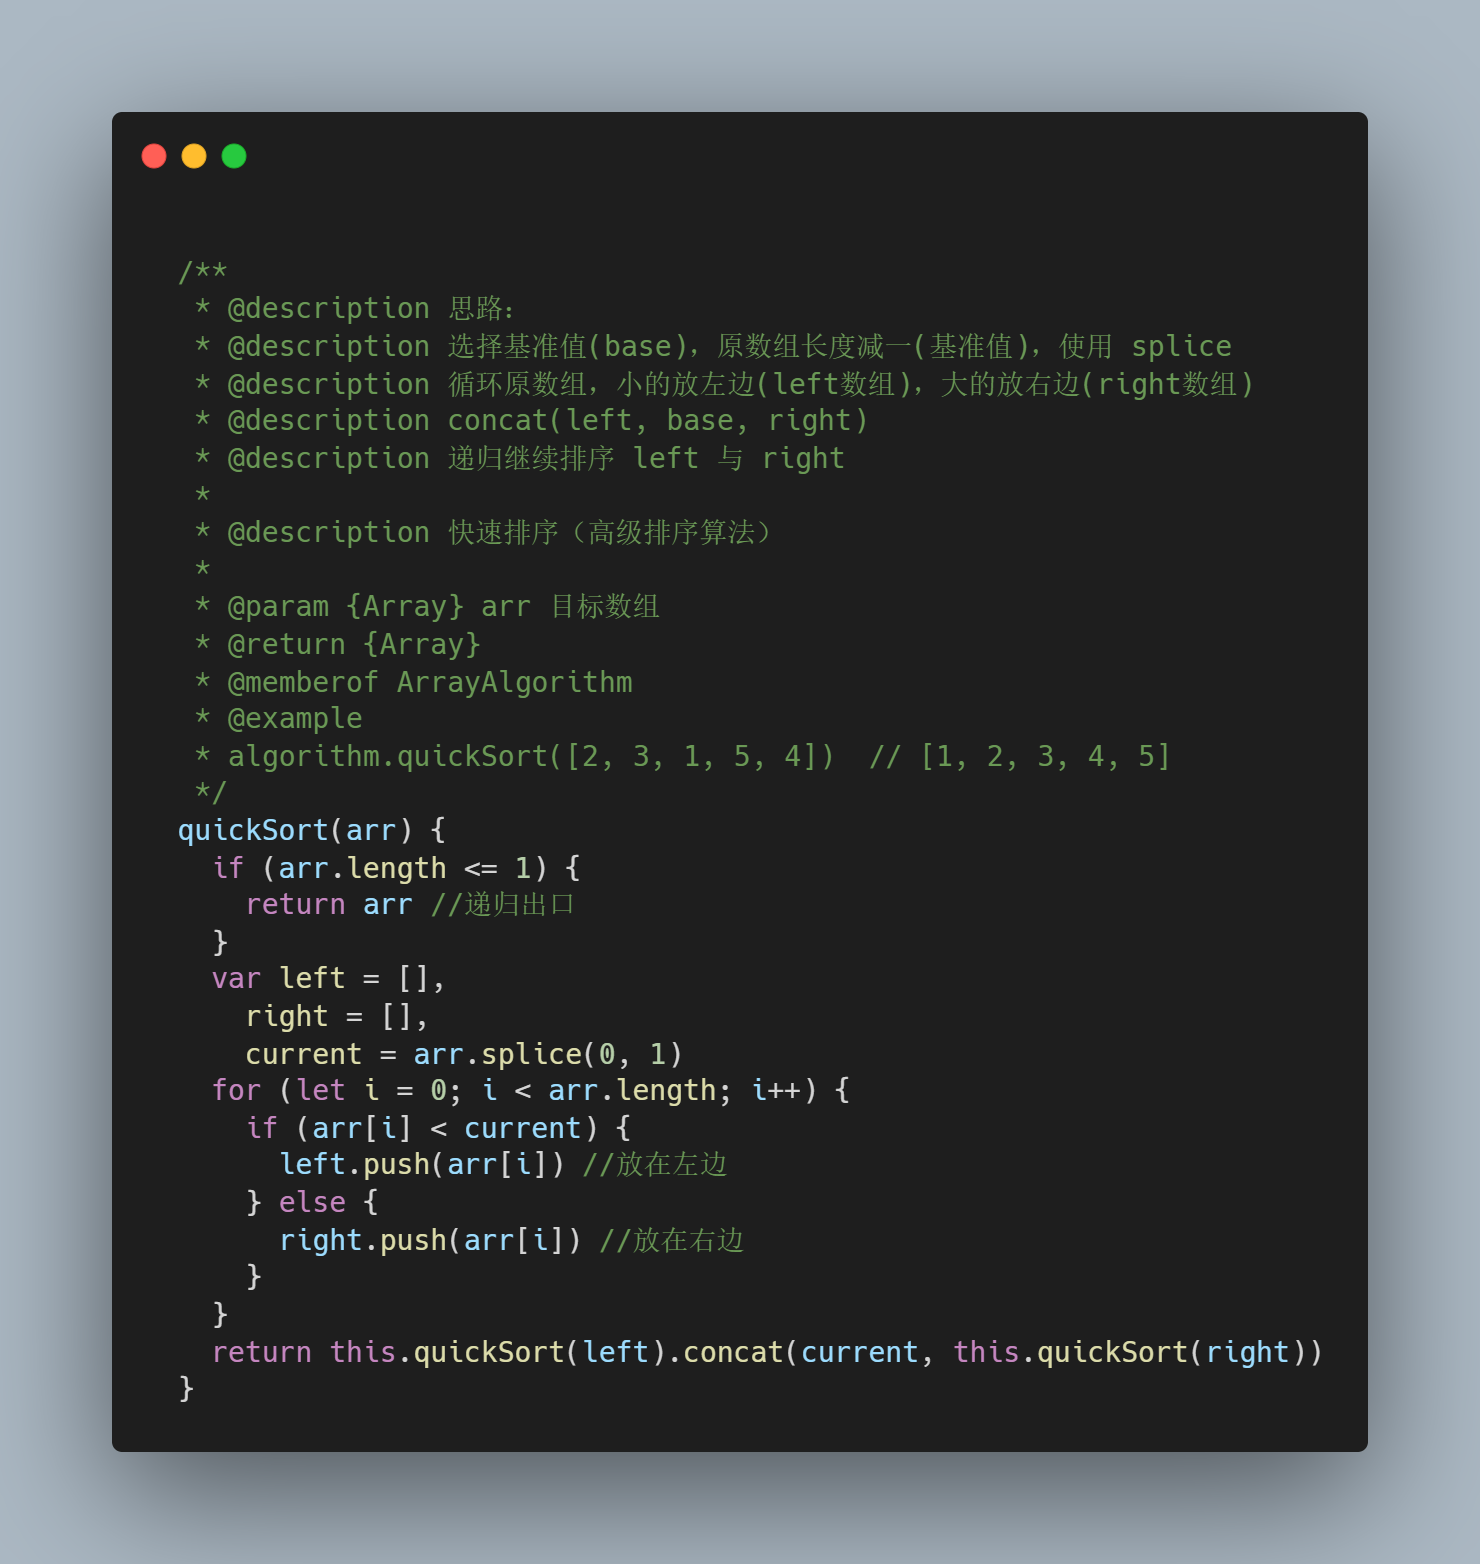 /**
 * @description 思路:
 * @description 选择基准值(base)，原数组长度减一(基准值)，使用 splice
 * @description 循环原数组，小的放左边(left数组)，大的放右边(right数组)
 * @description concat(left, base, right)
 * @description 递归继续排序 left 与 right
 *
 * @description 快速排序（高级排序算法）
 *
 * @param {Array} arr 目标数组
 * @return {Array}
 * @memberof ArrayAlgorithm
 * @example
 * algorithm.quickSort([2, 3, 1, 5, 4])  // [1, 2, 3, 4, 5]
 */
quickSort(arr) {
  if (arr.length <= 1) {
    return arr //递归出口
  }
  var left = [],
    right = [],
    current = arr.splice(0, 1)
  for (let i = 0; i < arr.length; i++) {
    if (arr[i] < current) {
      left.push(arr[i]) //放在左边
    } else {
      right.push(arr[i]) //放在右边
    }
  }
  return this.quickSort(left).concat(current, this.quickSort(right))
}